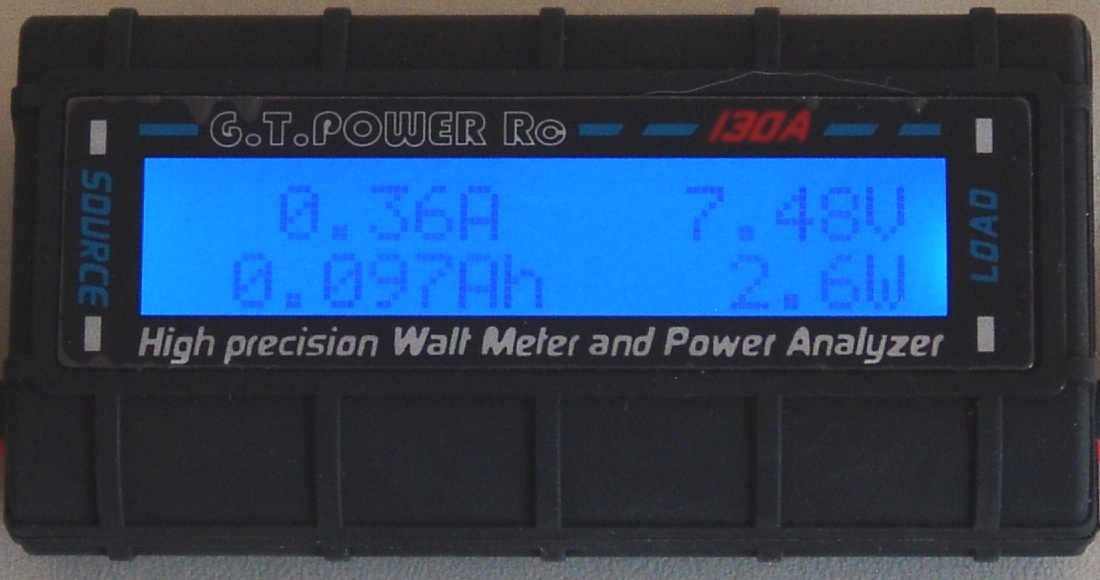 G.T.POWER RC 130A
SOURCE
0.36A 7.48V
0.097Ah 2.6W
LOAD
High precision Watt Meter and Power Analyzer